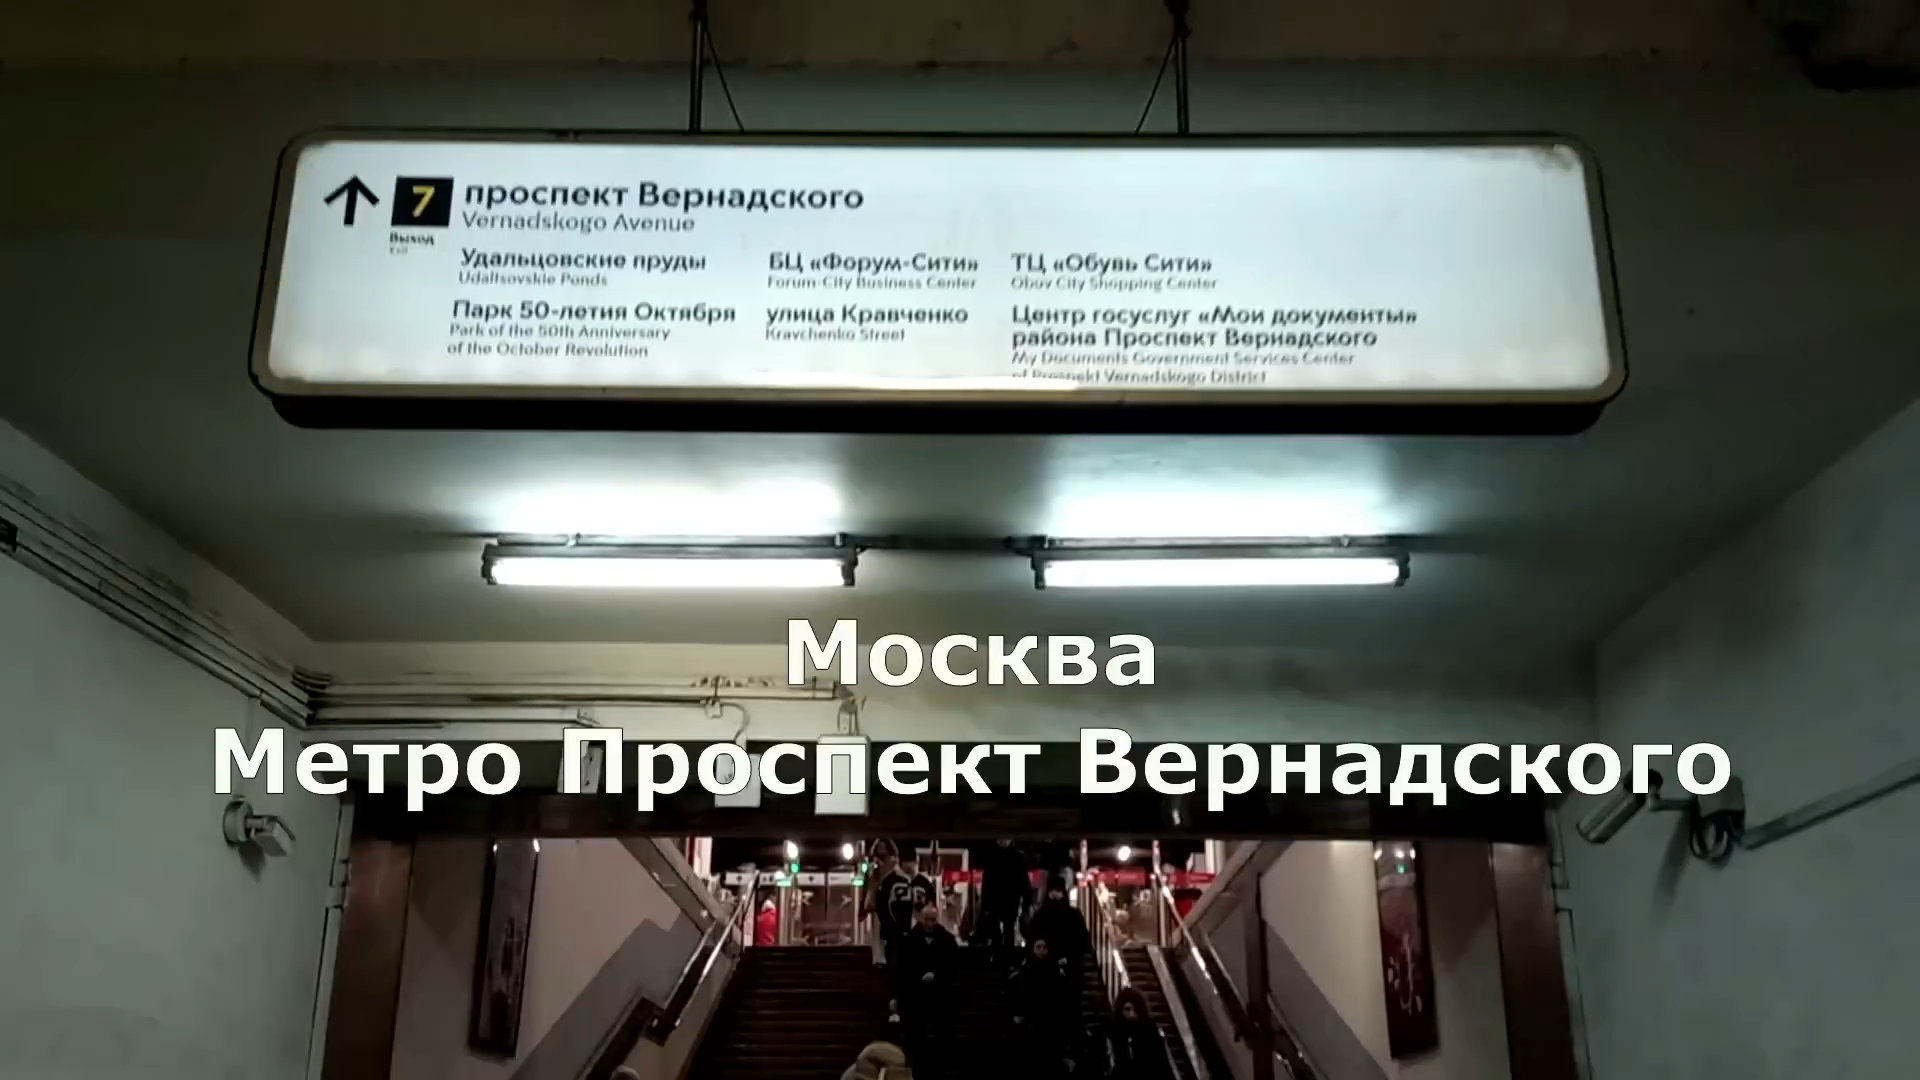 7 проспект Вернадского
Vernadskogo Avenue
Выход
Exit
Удальцовские пруды
Udaltsovskie Ponds
Парк 50-летия Октября
Park of the 50th Anniversary
of the October Revolution
БЦ «Форум-Сити»
Forum-City Business Center
улица Кравченко
Kravchenko Street
ТЦ «Обувь Сити»
Obuv City Shopping Center
Центр госуслуг «Мои документы»
района Проспект Вернадского
My Documents Government Services Center
of Prospekt Vernadskogo District
Москва
Метро Проспект Вернадского